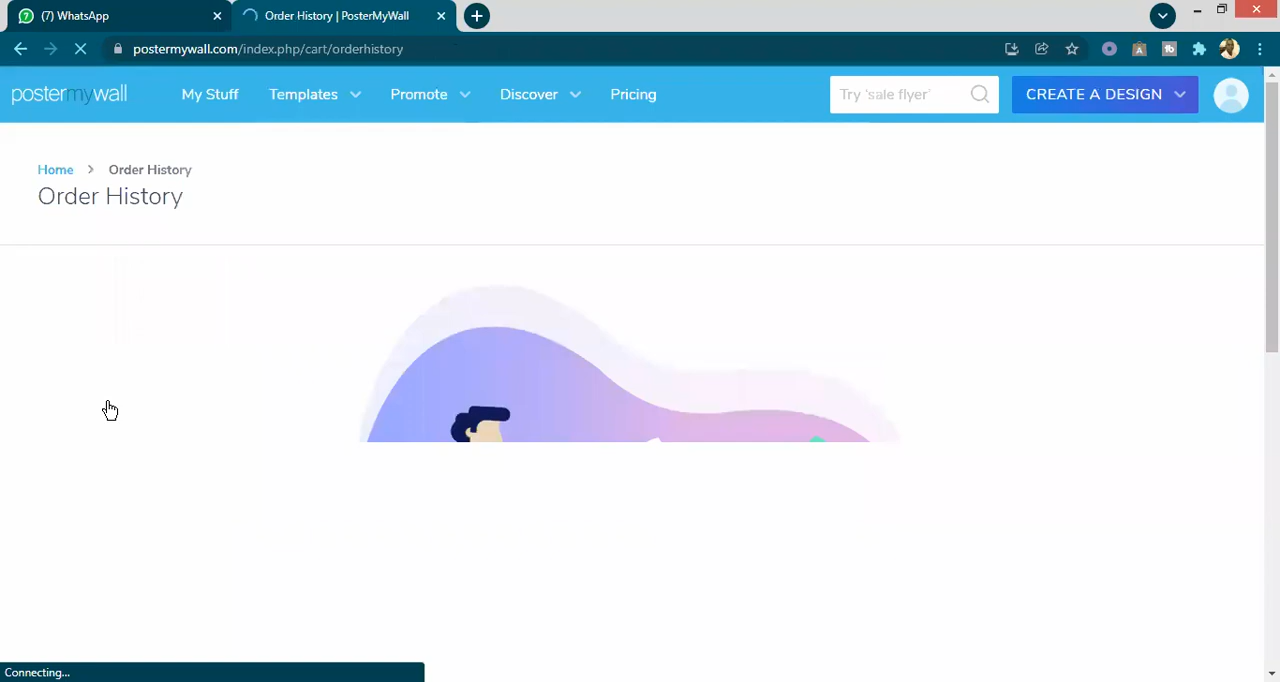 (7) WhatsApp
Order History | PosterMyWall
postermywall.com/index.php/cart/orderhistory
postermywall
My Stuff
Templates
Promote
Discover
Pricing
Try 'sale flyer'
CREATE A DESIGN
Home > Order History
Order History
Connecting...